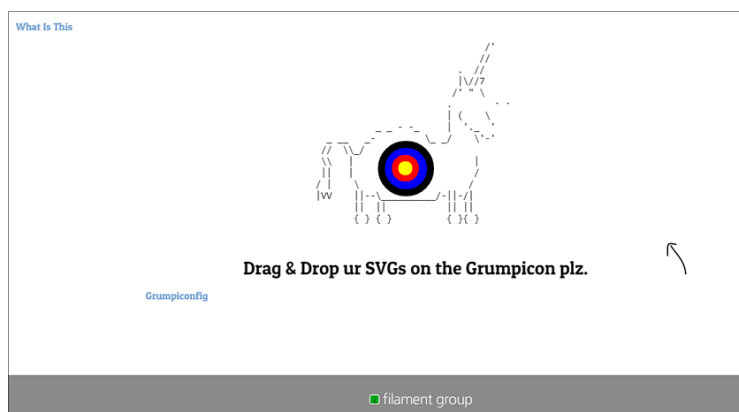 What Is This
Drag & Drop ur SVGs on the Grumpicon plz.
Grumpiconfig
filament group